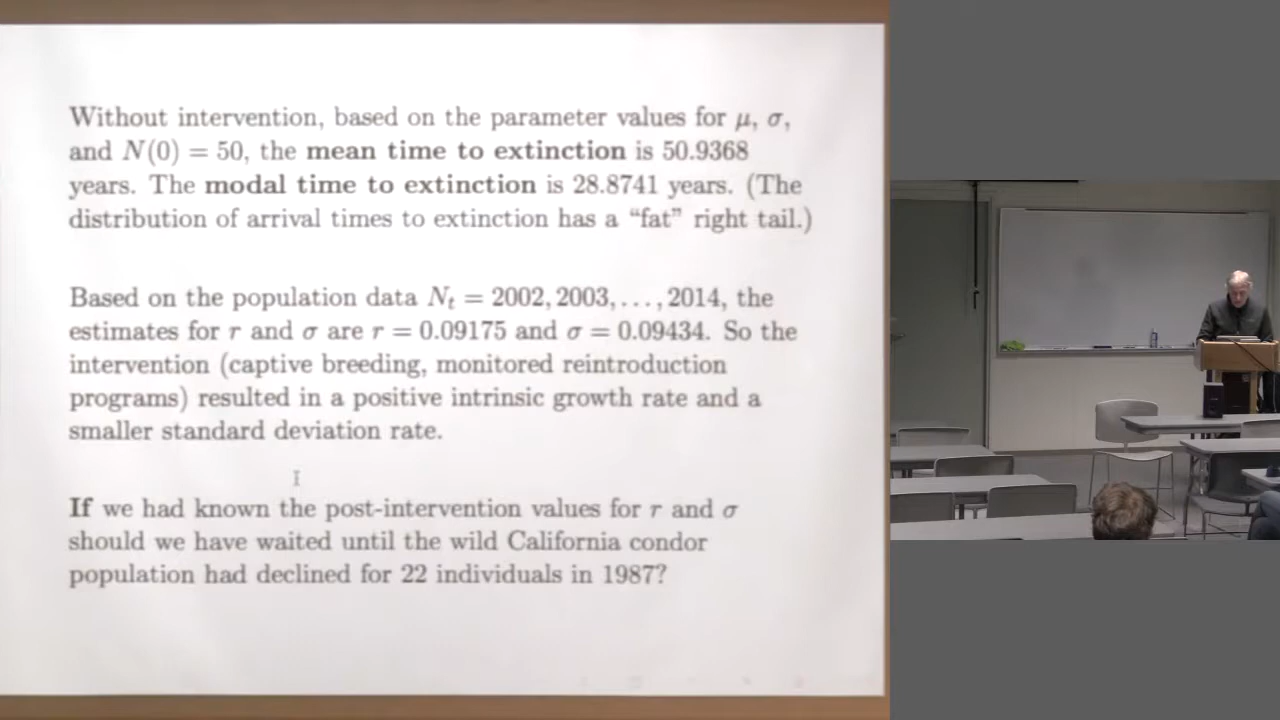 Without intervention, based on the parameter values for μ, σ,
and N(0) = 50, the mean time to extinction is 50.9368
years. The modal time to extinction is 28.8741 years. (The
distribution of arrival times to extinction has a “fat” right tail.)
Based on the population data Nₜ = 2002, 2003, . . . , 2014, the
estimates for r and σ are r = 0.09175 and σ = 0.09434. So the
intervention (captive breeding, monitored reintroduction
programs) resulted in a positive intrinsic growth rate and a
smaller standard deviation rate.
If we had known the post-intervention values for r and σ
should we have waited until the wild California condor
population had declined for 22 individuals in 1987?